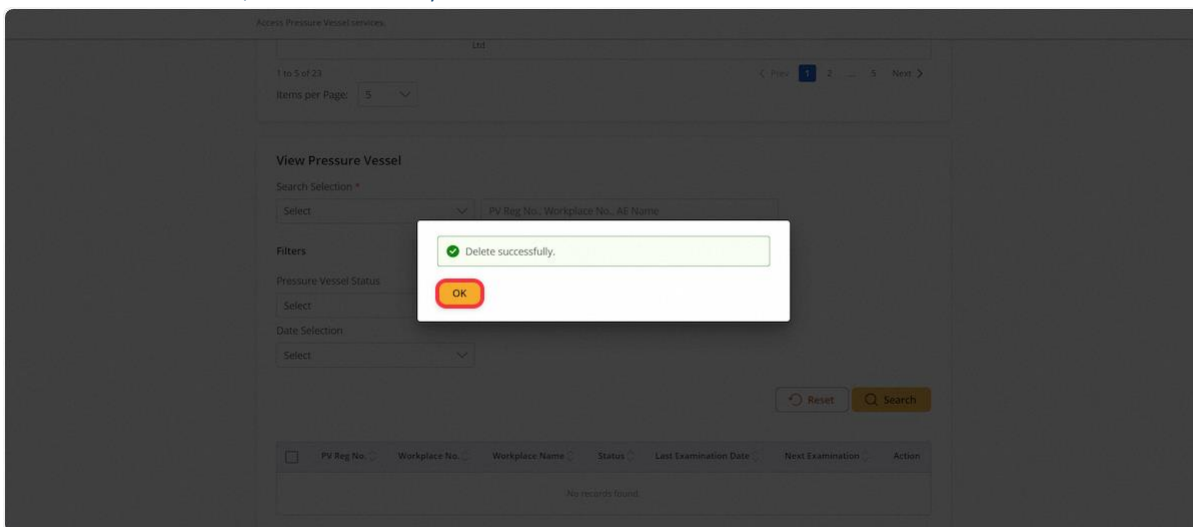 Access Pressure Vessel services.
Ltd
1 to 5 of 23
Prev 1 2 ... 5 Next
Items per Page: 5
View Pressure Vessel
Search Selection *
Select
PV Reg No., Workplace No., AE Name
Filters
Delete successfully.
Pressure Vessel Status
OK
Select
Date Selection
Select
Reset
Search
PV Reg No. Workplace No. Workplace Name Status Last Examination Date Next Examination Action
No records found.